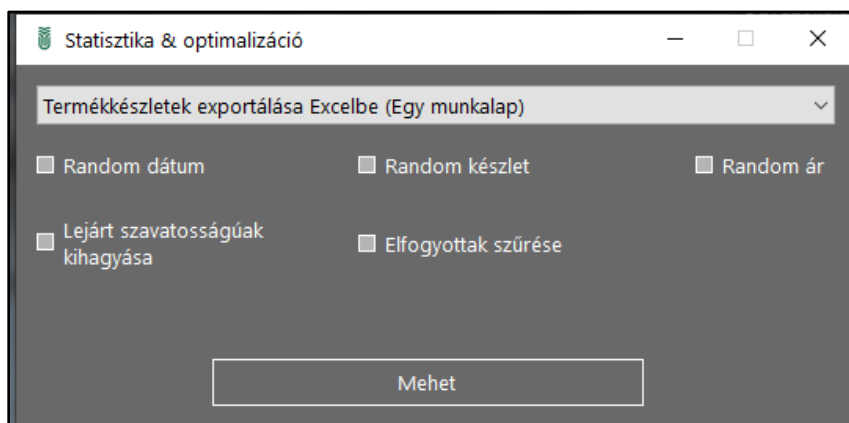 Statisztika & optimalizáció
Termékkészletek exportálása Excelbe (Egy munkalap)
Random dátum
Random készlet
Random ár
Lejárt szavatosságúak
kihagyása
Elfogyottak szűrése
Mehet